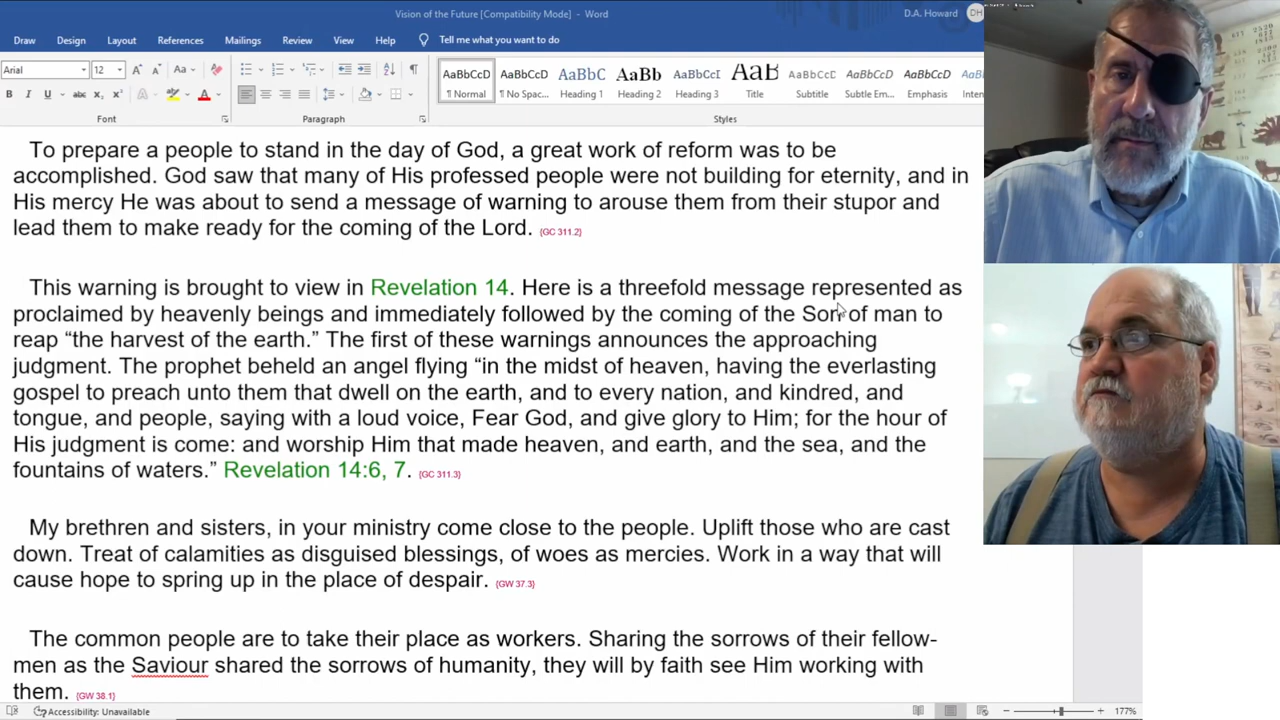 Vision of the Future [Compatibility Mode] - Word
D.A. Howard
DH
Draw Design Layout References Mailings Review View Help Tell me what you want to do
Arial 12
AaBbCcD AaBbCcD AaBbC AaBb AaBbCcI AaB AaBbCcD AaBbCcD AaBbCcD AaBb
¶ Normal ¶ No Spac... Heading 1 Heading 2 Heading 3 Title Subtitle Subtle Em... Emphasis Inten
Font Paragraph Styles
To prepare a people to stand in the day of God, a great work of reform was to be
accomplished. God saw that many of His professed people were not building for eternity, and in
His mercy He was about to send a message of warning to arouse them from their stupor and
lead them to make ready for the coming of the Lord. {GC 311.2}
This warning is brought to view in Revelation 14. Here is a threefold message represented as
proclaimed by heavenly beings and immediately followed by the coming of the Son of man to
reap “the harvest of the earth.” The first of these warnings announces the approaching
judgment. The prophet beheld an angel flying “in the midst of heaven, having the everlasting
gospel to preach unto them that dwell on the earth, and to every nation, and kindred, and
tongue, and people, saying with a loud voice, Fear God, and give glory to Him; for the hour of
His judgment is come: and worship Him that made heaven, and earth, and the sea, and the
fountains of waters.” Revelation 14:6, 7. {GC 311.3}
My brethren and sisters, in your ministry come close to the people. Uplift those who are cast
down. Treat of calamities as disguised blessings, of woes as mercies. Work in a way that will
cause hope to spring up in the place of despair. {GW 37.3}
The common people are to take their place as workers. Sharing the sorrows of their fellow-
men as the Saviour shared the sorrows of humanity, they will by faith see Him working with
them. {GW 38.1}
Accessibility: Unavailable
177%